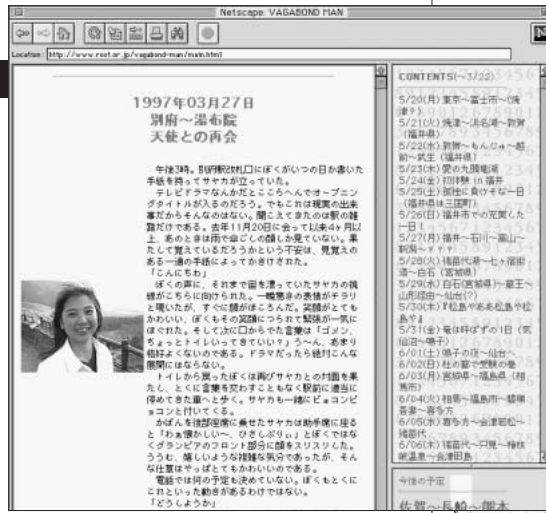 Netscape: VAGABOND MAN
Location: http://www.rsst.or.jp/vagabond-man/main.html
1997年03月27日
別府～湯布院
天使との再会
午後3時。別府駅改札口にぼくがいつの日か書いた
手紙を持ってサヤカが立っていた。
テレビドラマなんかだとここらへんでオープニン
グタイトルが入るのだろう。でもこれは現実の出来
事だからそんなのはない。聞こえてきたのは駅の雑
踏だけである。去年11月20日に会って以来4ヶ月以
上、あのときは雨で傘ごしの顔しか見ていない。果
たして覚えているだろうかという不安は、見覚えの
ある一通の手紙によってかきけされた。
「こんにちわ」
ぼくの声に、それまで宙を漂っていたサヤカの視
線がこちらに向けられた。一瞬驚きの表情がチラリ
と覗いたが、すぐに顔がほころんだ。笑顔がとても
かわいい、ぼくもその笑顔につられて緊張が一気に
ほぐれた。そして次に口からでた言葉は「ゴメン、
ちょっとトイレいってきていい？」う～ん、あまり
格好よくないのである。ドラマだったら絶対こんな
展開にはならない。
トイレから戻ったぼくは再びサヤカとの対面を果
たし、とくに言葉を交わすこともなく駅前に適当に
停めてきた車へと歩く。サヤカも一緒にピョコンピ
ョコンと付いてくる。
かばんを後部座席に乗せたサヤカは助手席に座る
と「わぁ懐かしい～、ひさしぶりぃ」とぼくではな
くグランビアのフロント部分に顔をスリスリした。
ううむ、嬉しいような複雑な気分であったが、そん
な仕草はやっぱとてもかわいいのである。
電話では何の予定も決めていない。ぼくもとくに
これといった動きがあるわけではない。
「どうしようか」
CONTENTS(～3/22)
5/20(月) 東京～富士市～(焼
津?)
5/21(火) 焼津～浜名湖～敦賀
(福井県)
5/22(水) 敦賀～もんじゅ～越
前～武生 (福井県)
5/23(木) 愛の九頭竜湖
5/24(金) 初体験 in 福井
5/25(土) 孤独に負けそな一日
(福井県は三国町)
5/26(日) 福井市での充実した
一日!
5/27(月) 福井～石川～富山～
新潟～???
5/28(火) 猪苗代湖～七ヶ宿街
道～白石 (宮城県)
5/29(水) 白石(宮城県)～蔵王～
山形経由～仙台(?)
5/30(木)『松島やああ松島や松
島や』
5/31(金) 竜は呼ばずの1日 (気
仙沼～鳴子)
6/01(土) 鳴子の夜～仙台へ
6/02(日) 杜の都で受験の巻
6/03(月) 宮城県～福島県 (相
馬市)
6/04(火) 相馬～福島市～磐梯
吾妻～喜多方
6/05(水) 喜多方～会津若松～
猪苗代
6/06(木) 猪苗代～只見～檜枝
岐温泉～会津田島
今後の予定
佐賀～長崎～熊本